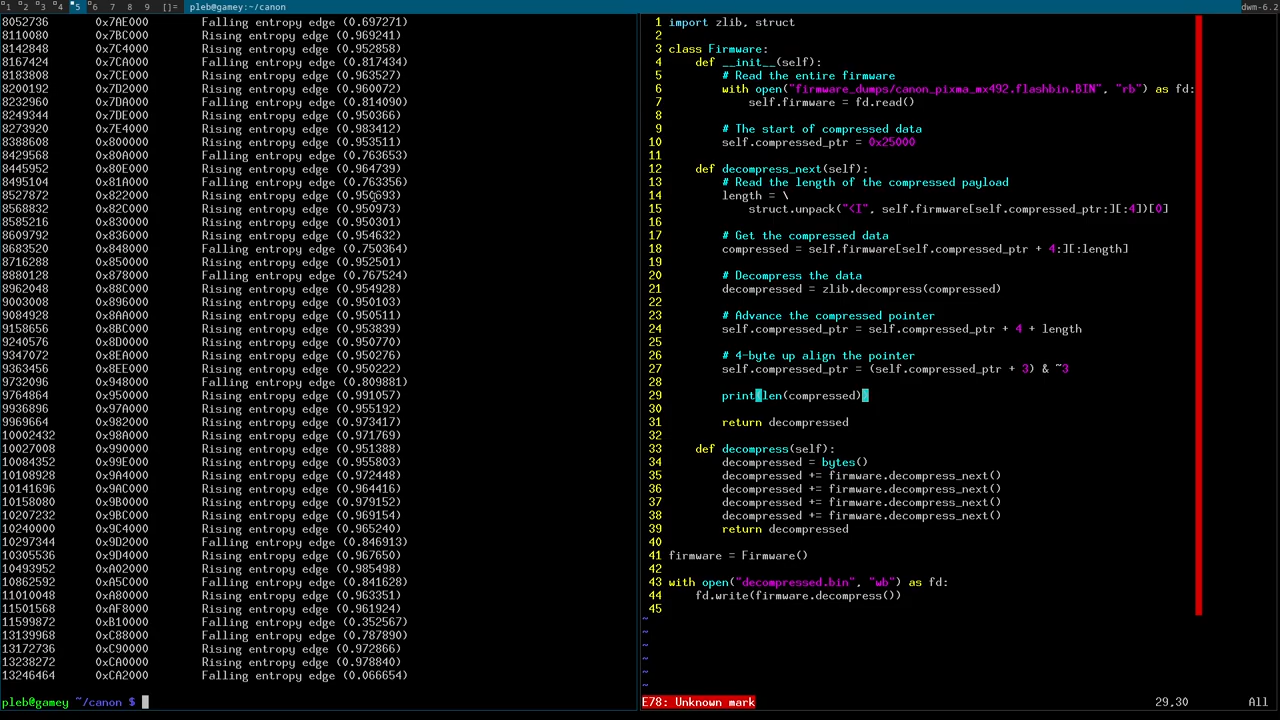 1 2 3 4 5 6 7 8 9 []= pleb@gamey:~/canon dwm-6.2
8052736 0x7AE000 Falling entropy edge (0.697271)
8110080 0x7BC000 Rising entropy edge (0.969241)
8142848 0x7C4000 Rising entropy edge (0.952858)
8167424 0x7CA000 Falling entropy edge (0.817434)
8183808 0x7CE000 Rising entropy edge (0.963527)
8200192 0x7D2000 Rising entropy edge (0.960072)
8232960 0x7DA000 Falling entropy edge (0.814090)
8249344 0x7DE000 Rising entropy edge (0.950366)
8273920 0x7E4000 Rising entropy edge (0.983412)
8388608 0x800000 Rising entropy edge (0.953511)
8429568 0x80A000 Falling entropy edge (0.763653)
8445952 0x80E000 Rising entropy edge (0.964739)
8495104 0x81A000 Falling entropy edge (0.763356)
8527872 0x822000 Rising entropy edge (0.950693)
8568832 0x82C000 Rising entropy edge (0.950973)
8585216 0x830000 Rising entropy edge (0.950301)
8609792 0x836000 Rising entropy edge (0.954632)
8683520 0x848000 Falling entropy edge (0.750364)
8716288 0x850000 Rising entropy edge (0.952501)
8880128 0x878000 Falling entropy edge (0.767524)
8962048 0x88C000 Rising entropy edge (0.954928)
9003008 0x896000 Rising entropy edge (0.950103)
9084928 0x8AA000 Rising entropy edge (0.950511)
9158656 0x8BC000 Rising entropy edge (0.953839)
9240576 0x8D0000 Rising entropy edge (0.950770)
9347072 0x8EA000 Rising entropy edge (0.950276)
9363456 0x8EE000 Rising entropy edge (0.950222)
9732096 0x948000 Falling entropy edge (0.809881)
9764864 0x950000 Rising entropy edge (0.991057)
9936896 0x97A000 Rising entropy edge (0.955192)
9969664 0x982000 Rising entropy edge (0.973417)
10002432 0x98A000 Rising entropy edge (0.971769)
10027008 0x990000 Rising entropy edge (0.951388)
10084352 0x99E000 Rising entropy edge (0.955803)
10108928 0x9A4000 Rising entropy edge (0.972448)
10141696 0x9AC000 Rising entropy edge (0.964416)
10158080 0x9B0000 Rising entropy edge (0.979152)
10207232 0x9BC000 Rising entropy edge (0.969154)
10240000 0x9C4000 Rising entropy edge (0.965240)
10297344 0x9D2000 Falling entropy edge (0.846913)
10305536 0x9D4000 Rising entropy edge (0.967650)
10493952 0xA02000 Rising entropy edge (0.985498)
10862592 0xA5C000 Falling entropy edge (0.841628)
11010048 0xA80000 Rising entropy edge (0.963351)
11501568 0xAF8000 Rising entropy edge (0.961924)
11599872 0xB10000 Falling entropy edge (0.352567)
13139968 0xC88000 Falling entropy edge (0.787890)
13172736 0xC90000 Rising entropy edge (0.972866)
13238272 0xCA0000 Rising entropy edge (0.978840)
13246464 0xCA2000 Falling entropy edge (0.066654)
pleb@gamey ~/canon $
1 import zlib, struct
2
3 class Firmware:
4 def __init__(self):
5 # Read the entire firmware
6 with open("firmware_dumps/canon_pixma_mx492.flashbin.BIN", "rb") as fd:
7 self.firmware = fd.read()
8
9 # The start of compressed data
10 self.compressed_ptr = 0x25000
11
12 def decompress_next(self):
13 # Read the length of the compressed payload
14 length = \
15 struct.unpack("<I", self.firmware[self.compressed_ptr:][:4])[0]
16
17 # Get the compressed data
18 compressed = self.firmware[self.compressed_ptr + 4:][:length]
19
20 # Decompress the data
21 decompressed = zlib.decompress(compressed)
22
23 # Advance the compressed pointer
24 self.compressed_ptr = self.compressed_ptr + 4 + length
25
26 # 4-byte up align the pointer
27 self.compressed_ptr = (self.compressed_ptr + 3) & ~3
28
29 print(len(compressed))
30
31 return decompressed
32
33 def decompress(self):
34 decompressed = bytes()
35 decompressed += firmware.decompress_next()
36 decompressed += firmware.decompress_next()
37 decompressed += firmware.decompress_next()
38 decompressed += firmware.decompress_next()
39 return decompressed
40
41 firmware = Firmware()
42
43 with open("decompressed.bin", "wb") as fd:
44 fd.write(firmware.decompress())
45
~
~
~
~
~
~
E78: Unknown mark 29,30 All